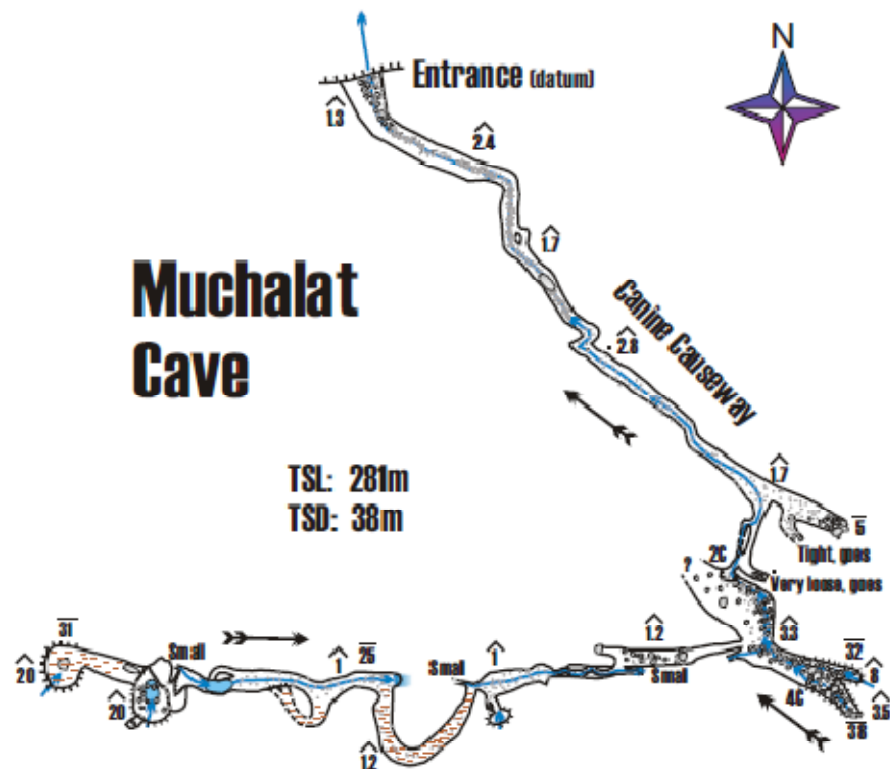 N
Entrance (datum)
1.3
2.4
1.7
Muchalat
Cave
Canine Causeway
2.8
TSL: 281m
TSD: 38m
1.7
5
Tight, goes
2C
?
Very loose, goes
3.3
1.2
32
8
3.5
4C
38
31
Small
20
20
1
25
Small
1
Small
1.2